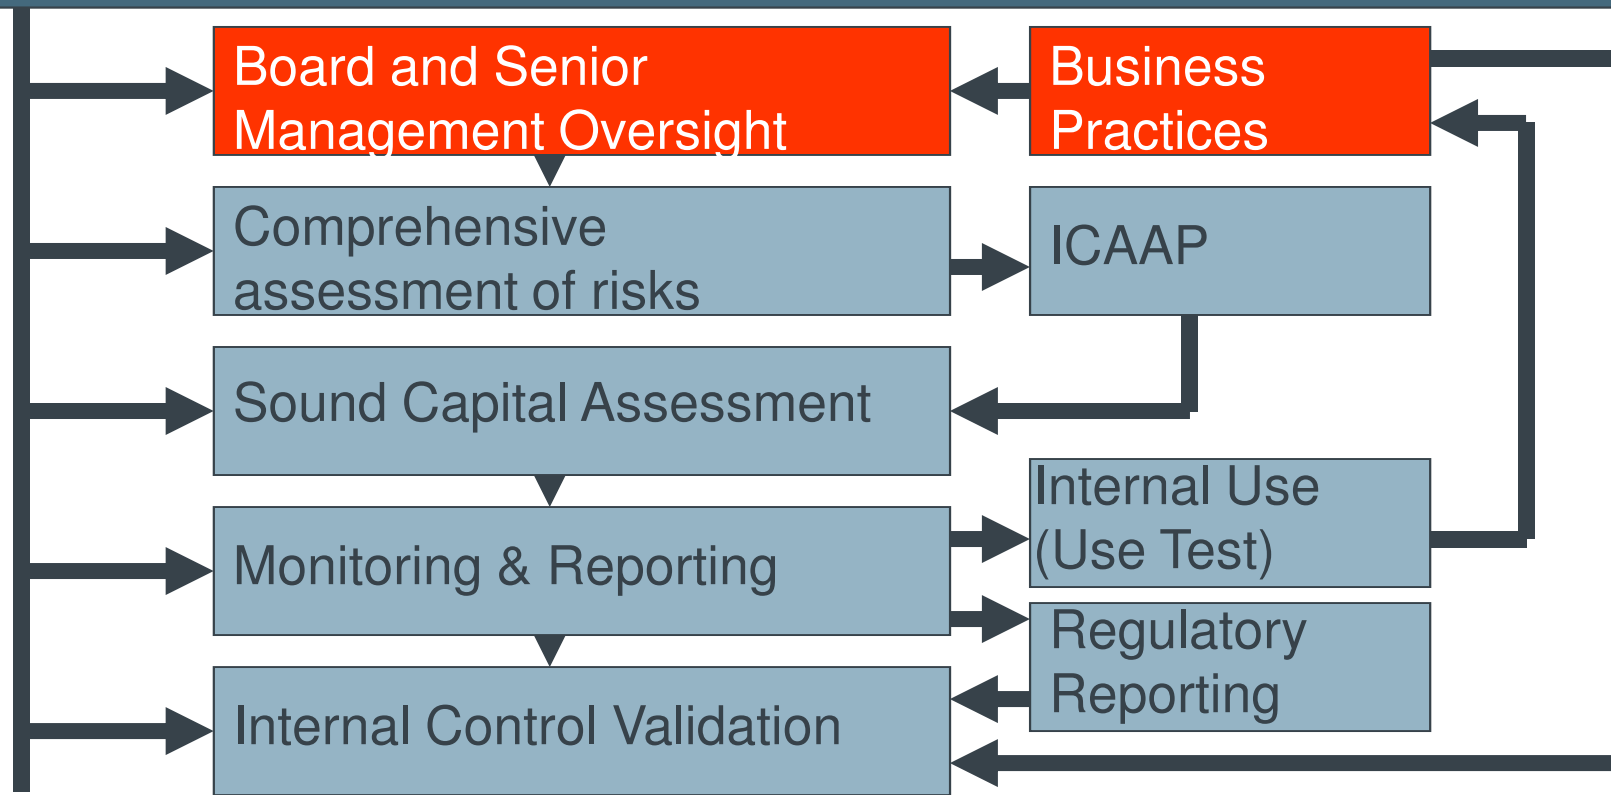 Board and Senior
Management Oversight
Business
Practices
Comprehensive
assessment of risks
ICAAP
Sound Capital Assessment
Internal Use
(Use Test)
Monitoring & Reporting
Regulatory
Reporting
Internal Control Validation